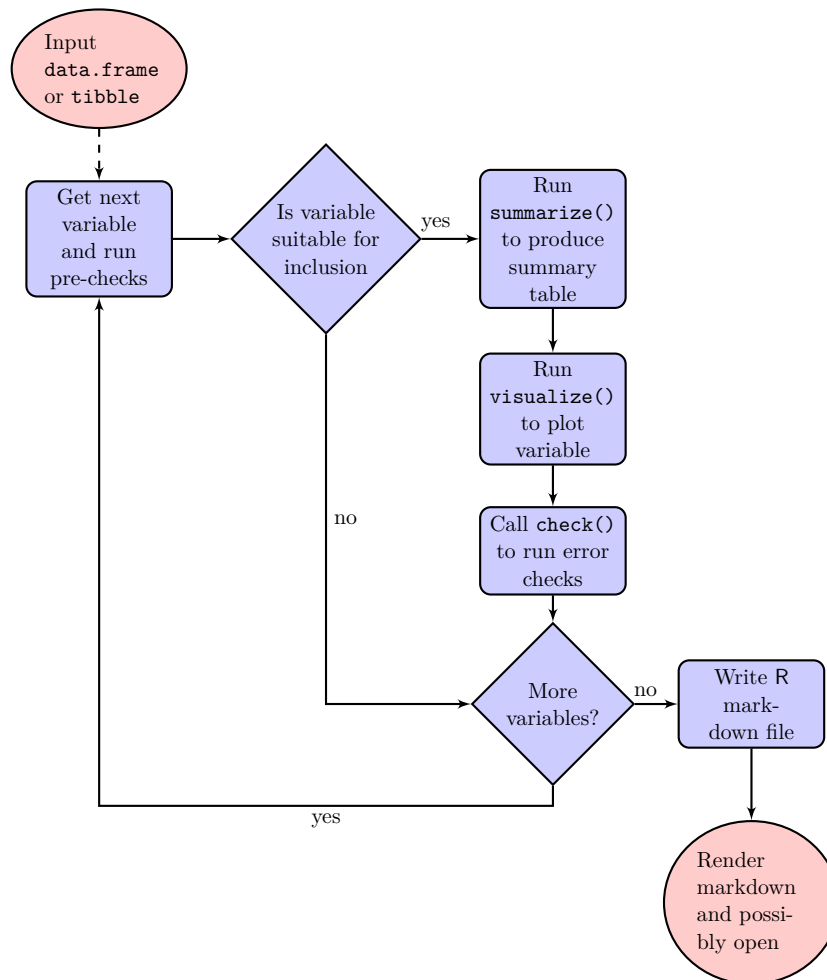 Input
data.frame
or tibble
Get next
variable
and run
pre-checks
Is variable
suitable for
inclusion
yes
Run
summarize()
to produce
summary
table
Run
visualize()
to plot
variable
no
Call check()
to run error
checks
More
variables?
no
Write R
mark-
down file
yes
Render
markdown
and possi-
bly open